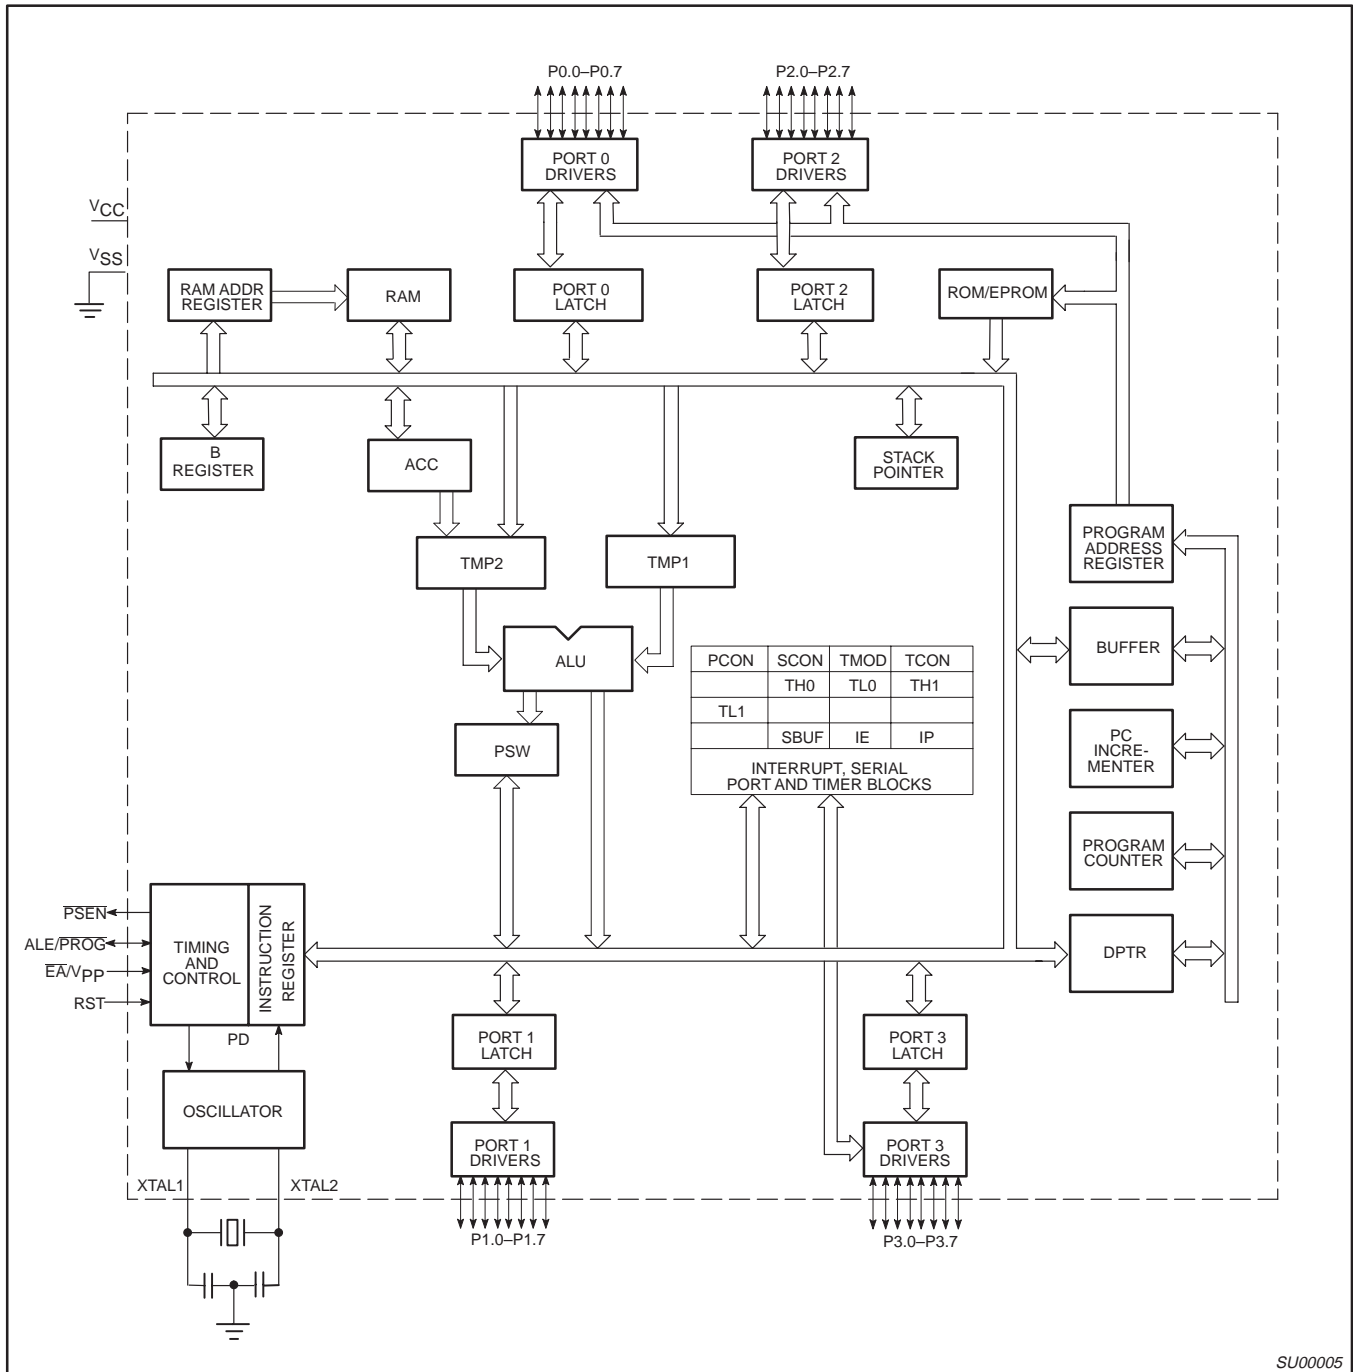 P0.0–P0.7
P2.0–P2.7
PORT 0
DRIVERS
PORT 2
DRIVERS
VCC
VSS
RAM ADDR
REGISTER
RAM
PORT 0
LATCH
PORT 2
LATCH
ROM/EPROM
B
REGISTER
ACC
STACK
POINTER
TMP2
TMP1
PROGRAM
ADDRESS
REGISTER
ALU
BUFFER
PCON SCON TMOD TCON
TH0 TL0 TH1
TL1
SBUF IE IP
INTERRUPT, SERIAL
PORT AND TIMER BLOCKS
PSW
PC
INCRE-
MENTER
PROGRAM
COUNTER
PSEN
ALE/PROG
EA/VPP
RST
TIMING
AND
CONTROL
INSTRUCTION
REGISTER
DPTR
PD
PORT 1
LATCH
PORT 3
LATCH
OSCILLATOR
PORT 1
DRIVERS
PORT 3
DRIVERS
XTAL1
XTAL2
P1.0–P1.7
P3.0–P3.7
SU00005